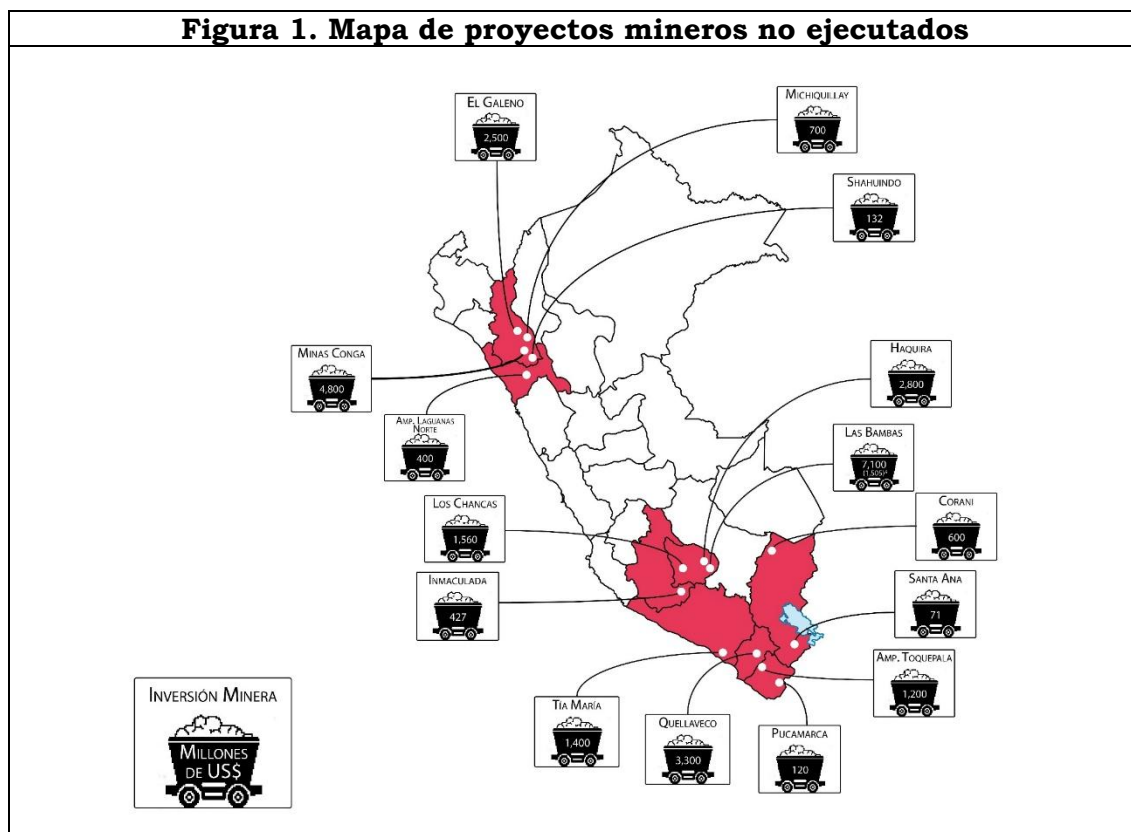 Figura 1. Mapa de proyectos mineros no ejecutados
EL GALENO
2,500
MICHIQUILLAY
700
SHAHUINDO
132
MINAS CONGA
4,800
AMP. LAGUANAS
NORTE
400
HAQUIRA
2,800
LAS BAMBAS
7,100
(1,505)²
LOS CHANCAS
1,560
CORANI
600
INMACULADA
427
SANTA ANA
71
AMP. TOQUEPALA
1,200
TÍA MARÍA
1,400
QUELLAVECO
3,300
PUCAMARCA
120
INVERSIÓN MINERA
MILLONES
DE US$